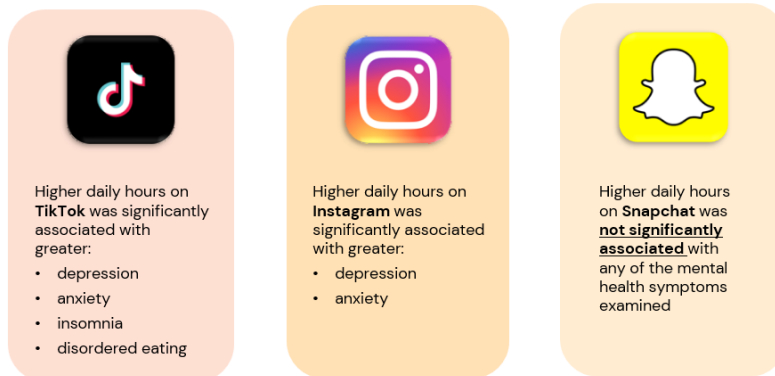 Higher daily hours on
TikTok was significantly
associated with
greater:
• depression
• anxiety
• insomnia
• disordered eating
Higher daily hours on
Instagram was
significantly associated
with greater:
• depression
• anxiety
Higher daily hours
on Snapchat was
not significantly
associated with
any of the mental
health symptoms
examined